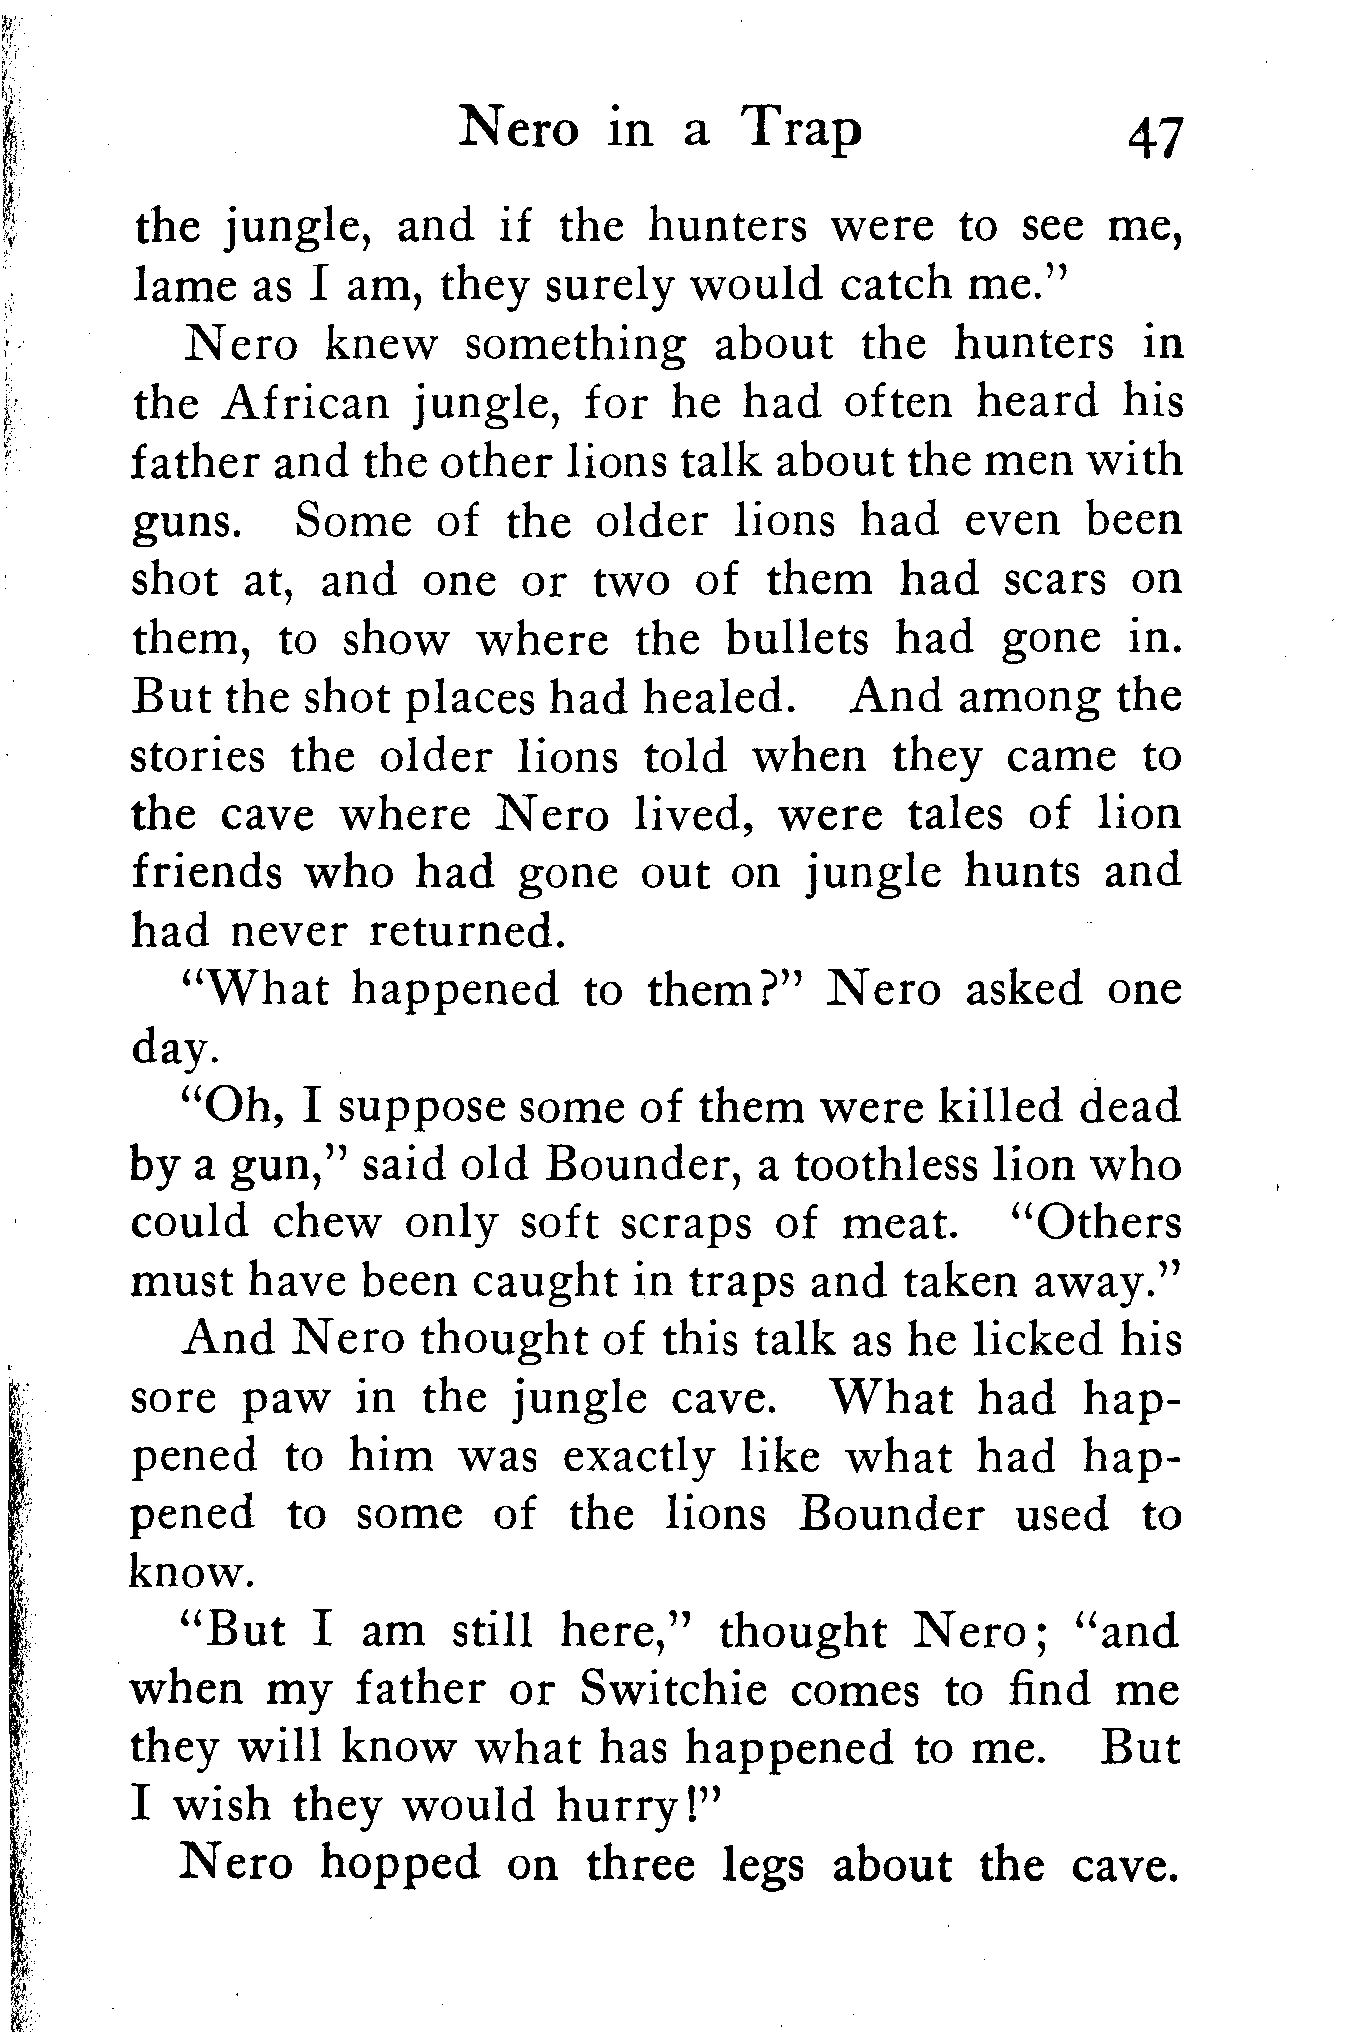 Nero in a Trap 47
the jungle, and if the hunters were to see me,
lame as I am, they surely would catch me."
Nero knew something about the hunters in
the African jungle, for he had often heard his
father and the other lions talk about the men with
guns. Some of the older lions had even been
shot at, and one or two of them had scars on
them, to show where the bullets had gone in.
But the shot places had healed. And among the
stories the older lions told when they came to
the cave where Nero lived, were tales of lion
friends who had gone out on jungle hunts and
had never returned.
"What happened to them?" Nero asked one
day.
"Oh, I suppose some of them were killed dead
by a gun," said old Bounder, a toothless lion who
could chew only soft scraps of meat. "Others
must have been caught in traps and taken away."
And Nero thought of this talk as he licked his
sore paw in the jungle cave. What had hap-
pened to him was exactly like what had hap-
pened to some of the lions Bounder used to
know.
"But I am still here," thought Nero; "and
when my father or Switchie comes to find me
they will know what has happened to me. But
I wish they would hurry!"
Nero hopped on three legs about the cave.